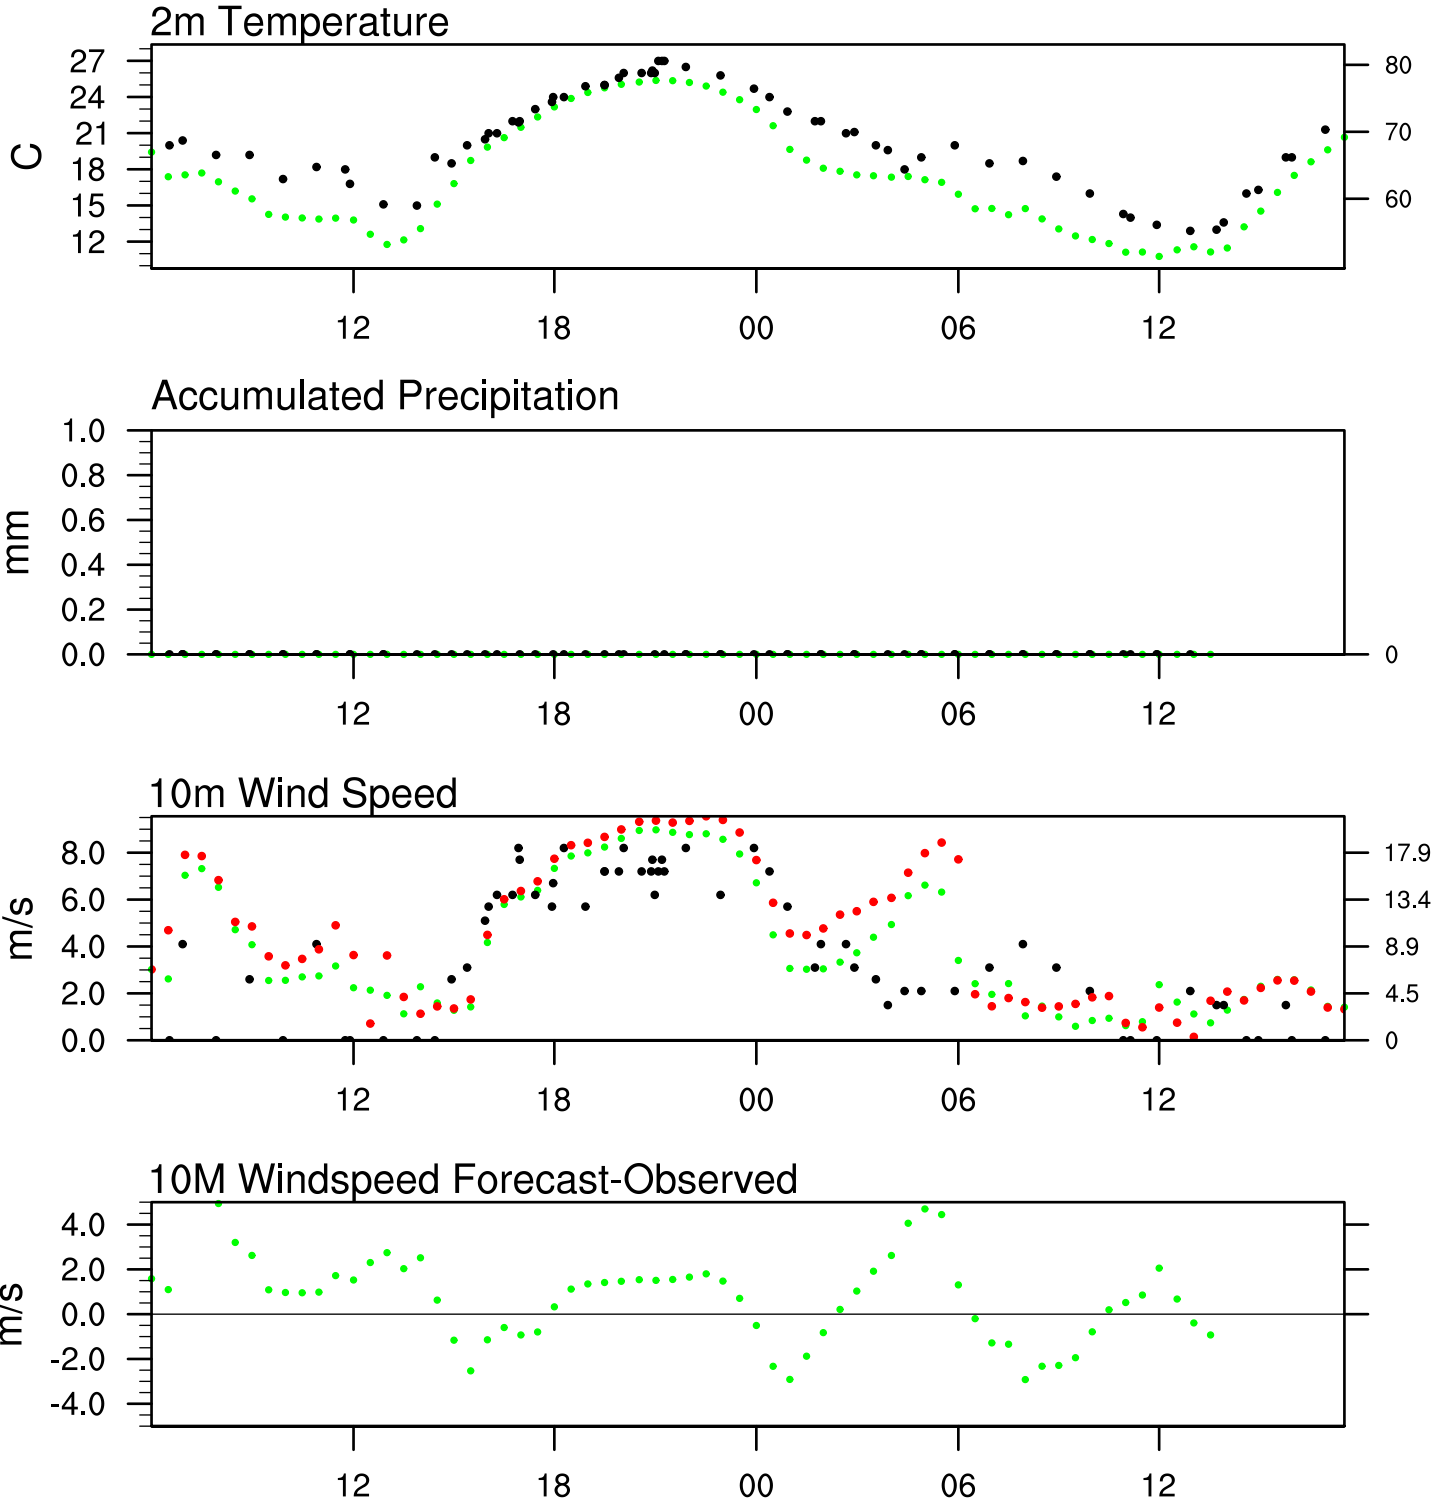 2m Temperature
27 80
24
21 70
18
15 60
12
C
12 18 00 06 12
Accumulated Precipitation
1.0
0.8
0.6
0.4
0.2
0.0 0
mm
12 18 00 06 12
10m Wind Speed
8.0 17.9
6.0 13.4
4.0 8.9
2.0 4.5
0.0 0
m/s
12 18 00 06 12
10M Windspeed Forecast-Observed
4.0
2.0
0.0
-2.0
-4.0
m/s
12 18 00 06 12